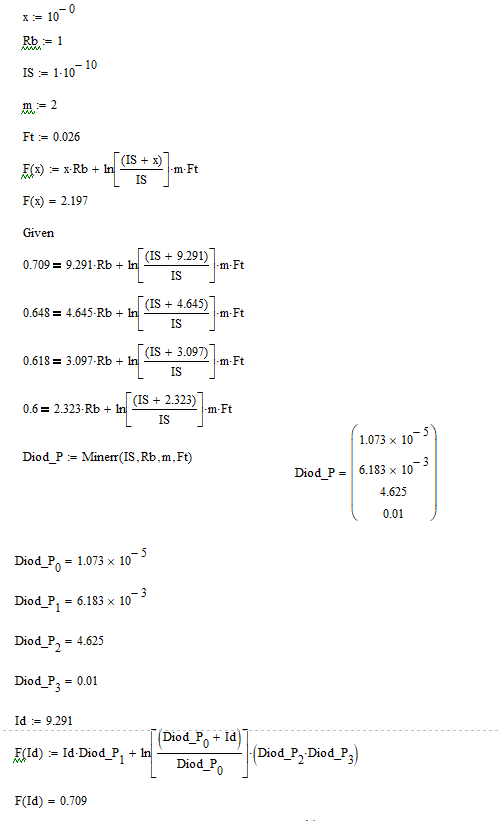 x := 10^-0
Rb := 1
IS := 1·10^-10
m := 2
Ft := 0.026
F(x) := x·Rb + ln[(IS + x)/IS]·m·Ft
F(x) = 2.197
Given
0.709 = 9.291·Rb + ln[(IS + 9.291)/IS]·m·Ft
0.648 = 4.645·Rb + ln[(IS + 4.645)/IS]·m·Ft
0.618 = 3.097·Rb + ln[(IS + 3.097)/IS]·m·Ft
0.6 = 2.323·Rb + ln[(IS + 2.323)/IS]·m·Ft
Diod_P := Minerr(IS,Rb,m,Ft)
Diod_P = (1.073 × 10^-5
6.183 × 10^-3
4.625
0.01)
Diod_P_0 = 1.073 × 10^-5
Diod_P_1 = 6.183 × 10^-3
Diod_P_2 = 4.625
Diod_P_3 = 0.01
Id := 9.291
F(Id) := Id·Diod_P_1 + ln[(Diod_P_0 + Id)/Diod_P_0]·(Diod_P_2·Diod_P_3)
F(Id) = 0.709